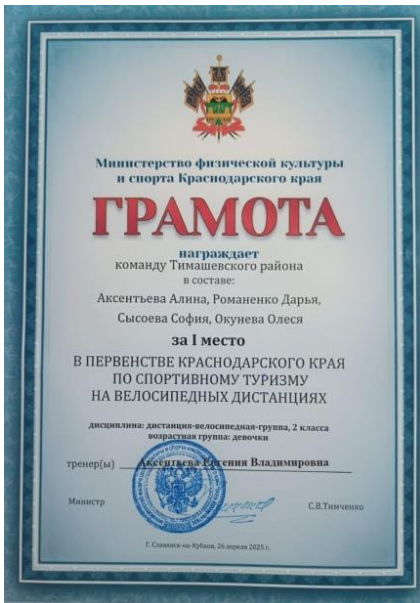 Министерство физической культуры
и спорта Краснодарского края
ГРАМОТА
награждает
команду Тимашевского района
в составе:
Аксентьева Алина, Романенко Дарья,
Сысоева София, Окунева Олеся
за I место
В ПЕРВЕНСТВЕ КРАСНОДАРСКОГО КРАЯ
ПО СПОРТИВНОМУ ТУРИЗМУ
НА ВЕЛОСИПЕДНЫХ ДИСТАНЦИЯХ
дисциплина: дистанция-велосипедная-группа, 2 класса
возрастная группа: девочки
тренер(ы) Аксентьева Евгения Владимировна
Министр С.В.Тимченко
Г. Славянск-на-Кубани, 26 апреля 2025 г.